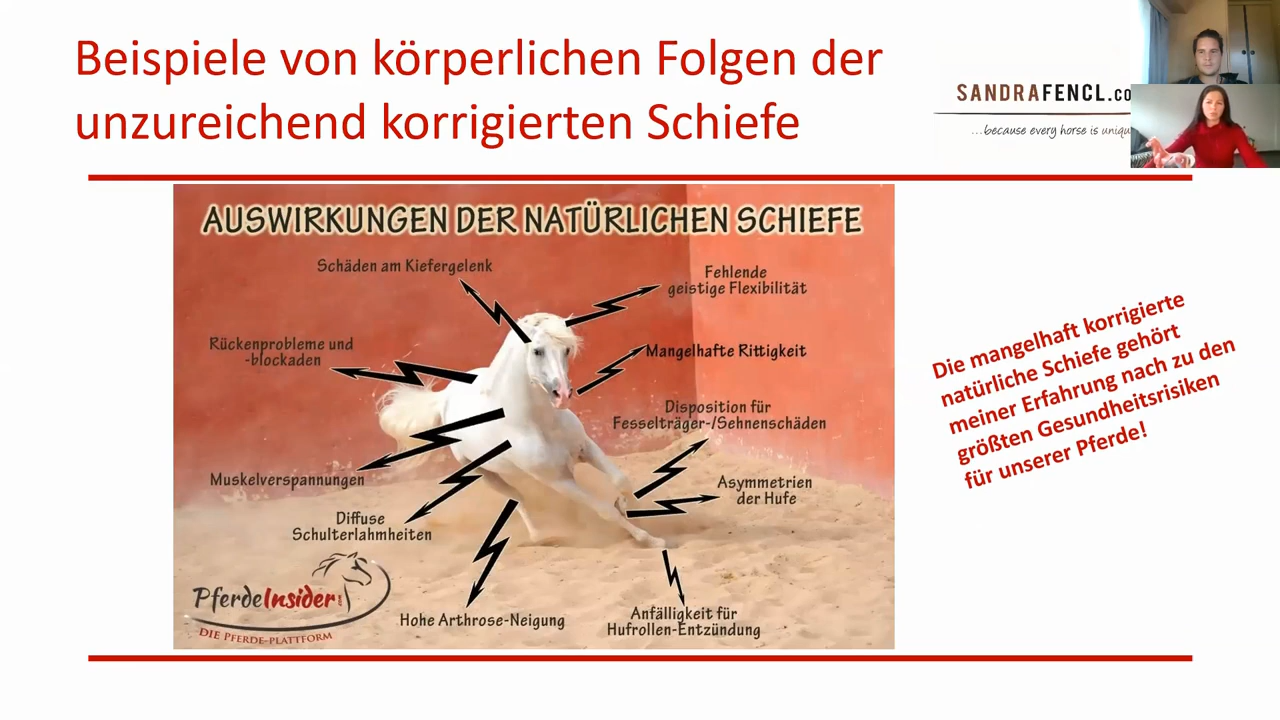 Beispiele von körperlichen Folgen der
unzureichend korrigierten Schiefe
SANDRAFENCL.co
...because every horse is uniqu
AUSWIRKUNGEN DER NATÜRLICHEN SCHIEFE
Schäden am Kiefergelenk
Fehlende
geistige Flexibilität
Rückenprobleme und
-blockaden
Mangelhafte Rittigkeit
Disposition für
Fesselträger-/Sehnenschäden
Muskelverspannungen
Asymmetrien
der Hufe
Diffuse
Schulterlahmheiten
Hohe Arthrose-Neigung
Anfälligkeit für
Hufrollen-Entzündung
PferdeInsider
DIE PFERDE-PLATTFORM
Die mangelhaft korrigierte
natürliche Schiefe gehört
meiner Erfahrung nach zu den
größten Gesundheitsrisiken
für unserer Pferde!